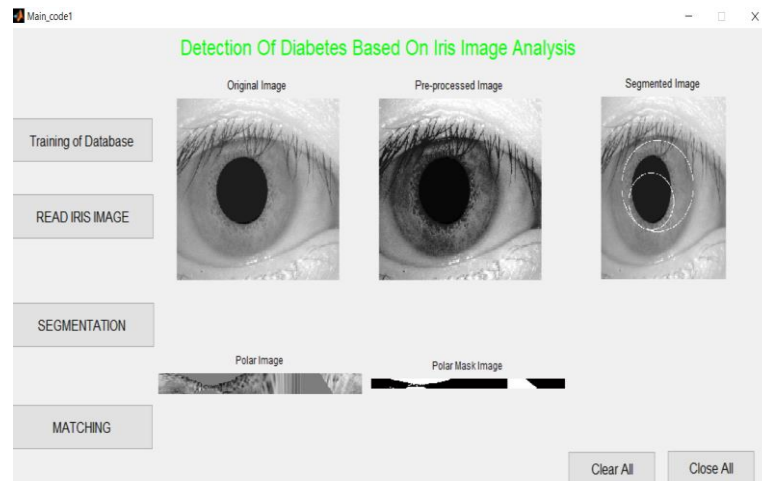 Main_code1
Detection Of Diabetes Based On Iris Image Analysis
Original Image
Pre-processed Image
Segmented Image
Training of Database
READ IRIS IMAGE
SEGMENTATION
Polar Image
Polar Mask Image
MATCHING
Clear All
Close All